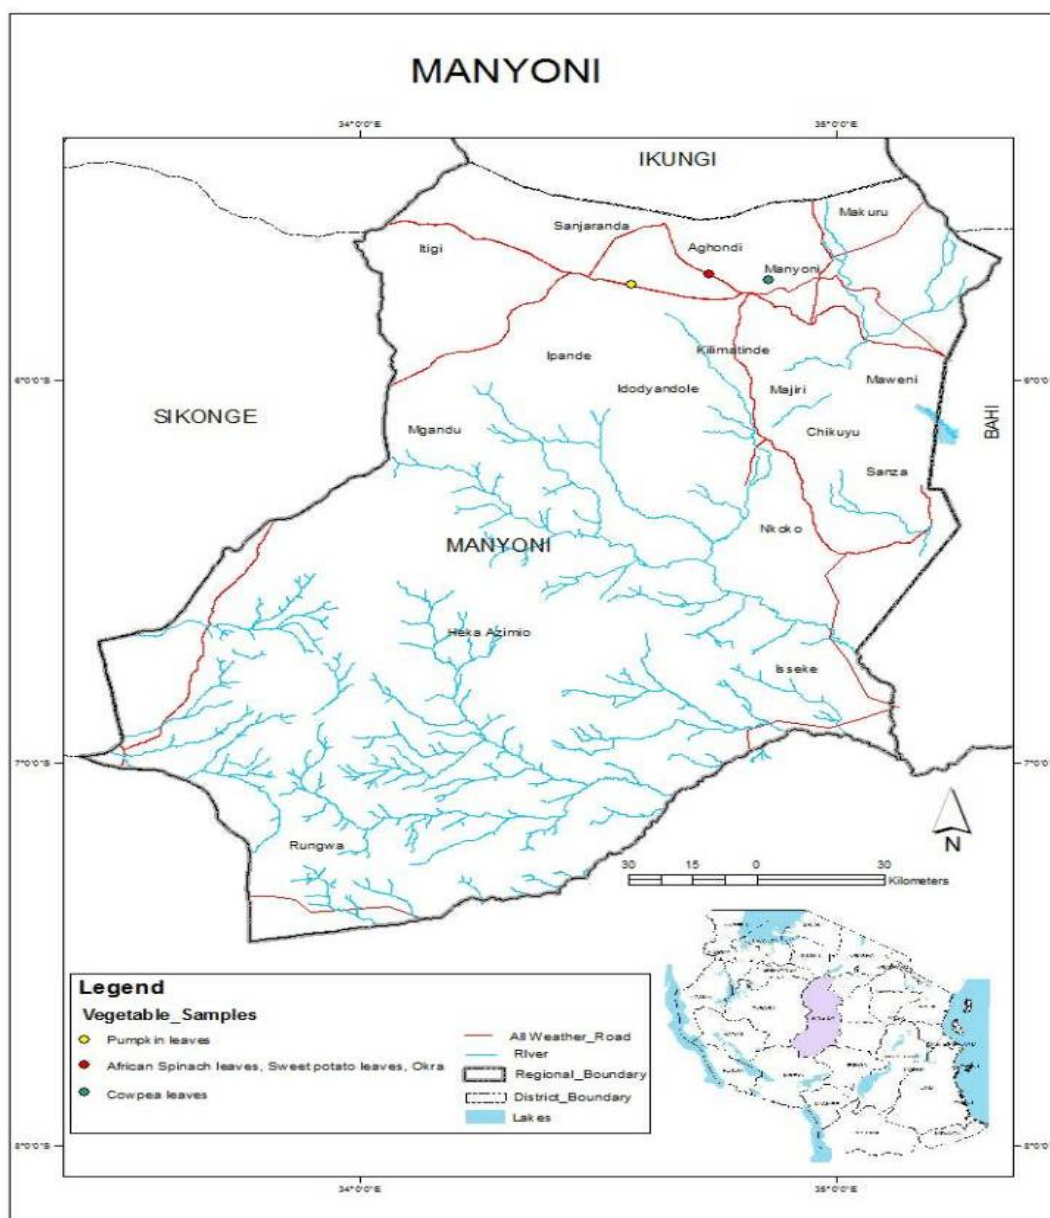 MANYONI
34°0'0"E
35°0'0"E
IKUNGI
Makuru
Sanjaranda
Itigi
Aghondi
Manyoni
Kilimatinde
Ipande
6°0'0"S
6°0'0"S
Idodyandole
Majiri
Maweni
SIKONGE
Mgandu
Chikuyu
BAHI
Sanza
Nkoko
MANYONI
Heka Azimio
Isseke
7°0'0"S
7°0'0"S
N
Rungwa
30 15 0 30
Kilometers
Legend
Vegetable_Samples
Pumpkin leaves
African Spinach leaves, Sweet potato leaves, Okra
Cowpea leaves
All Weather_Road
River
Regional_Boundary
District_Boundary
Lakes
8°0'0"S
8°0'0"S
34°0'0"E
35°0'0"E